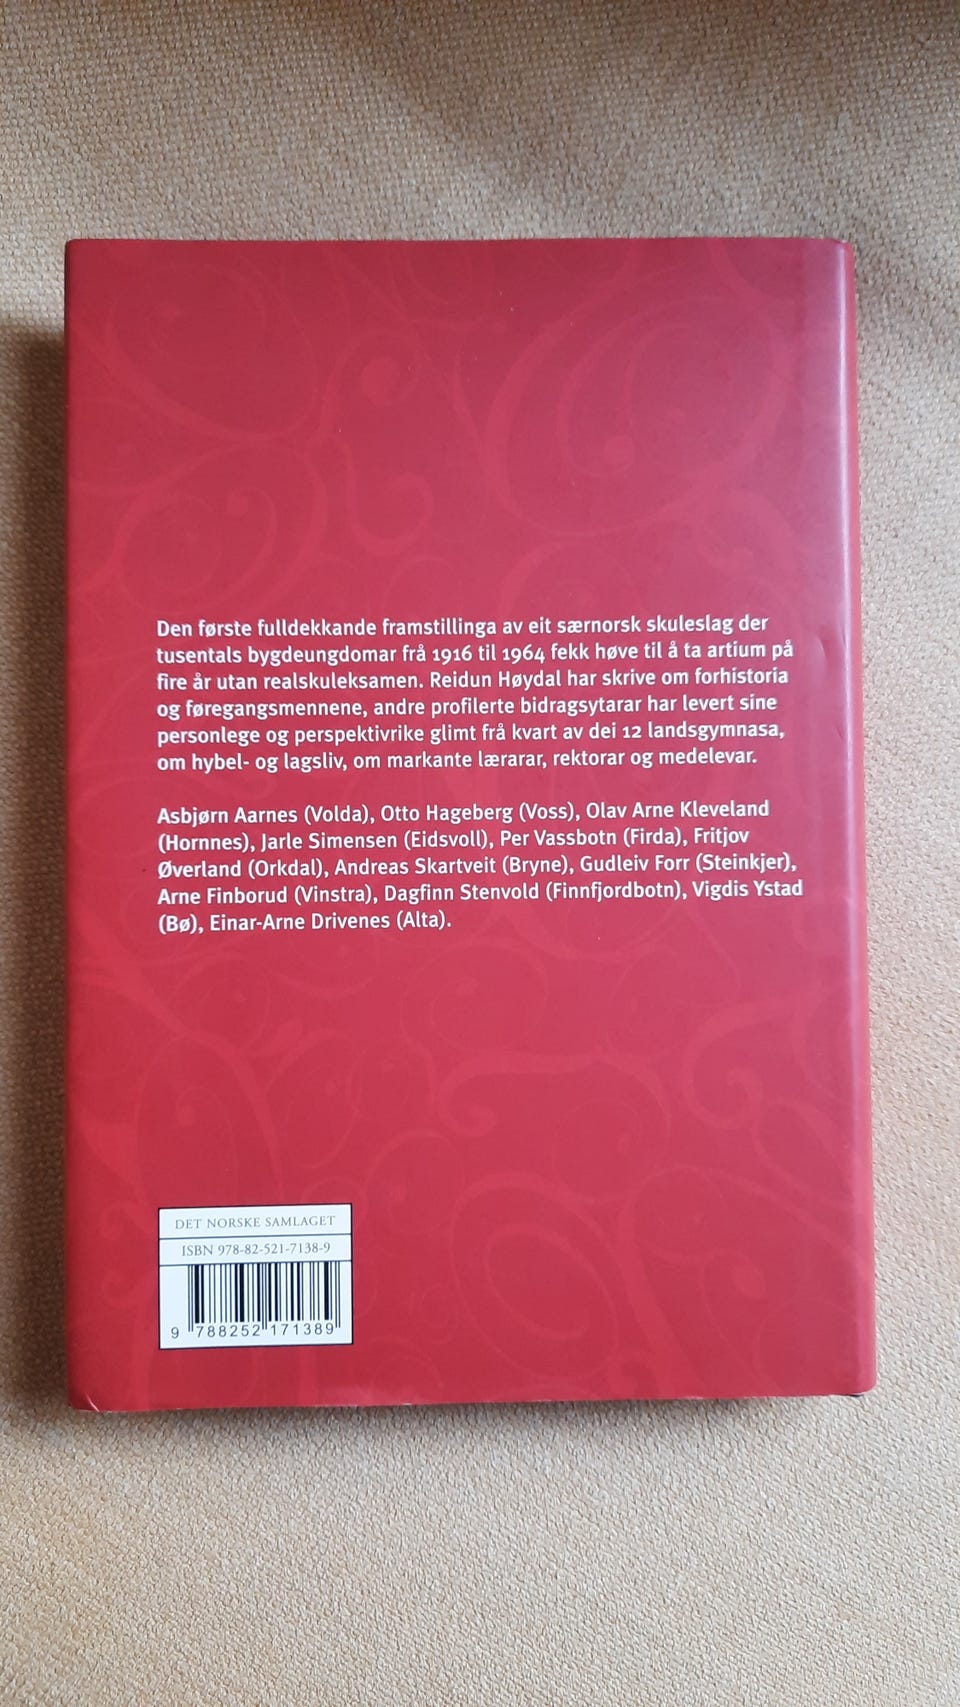 Den første fulldekkande framstillinga av eit særnorsk skuleslag der
tusentals bygdeungdomar frå 1916 til 1964 fekk høve til å ta artium på
fire år utan realskuleksamen. Reidun Høydal har skrive om forhistoria
og føregangsmennene, andre profilerte bidragsytarar har levert sine
personlege og perspektivrike glimt frå kvart av dei 12 landsgymnasa,
om hybel- og lagsliv, om markante lærarar, rektorar og medelevar.
Asbjørn Aarnes (Volda), Otto Hageberg (Voss), Olav Arne Kleveland
(Hornnes), Jarle Simensen (Eidsvoll), Per Vassbotn (Firda), Fritjov
Øverland (Orkdal), Andreas Skartveit (Bryne), Gudleiv Forr (Steinkjer),
Arne Finborud (Vinstra), Dagfinn Stenvold (Finnfjordbotn), Vigdis Ystad
(Bø), Einar-Arne Drivenes (Alta).
DET NORSKE SAMLAGET
ISBN 978-82-521-7138-9
9 788252 171389